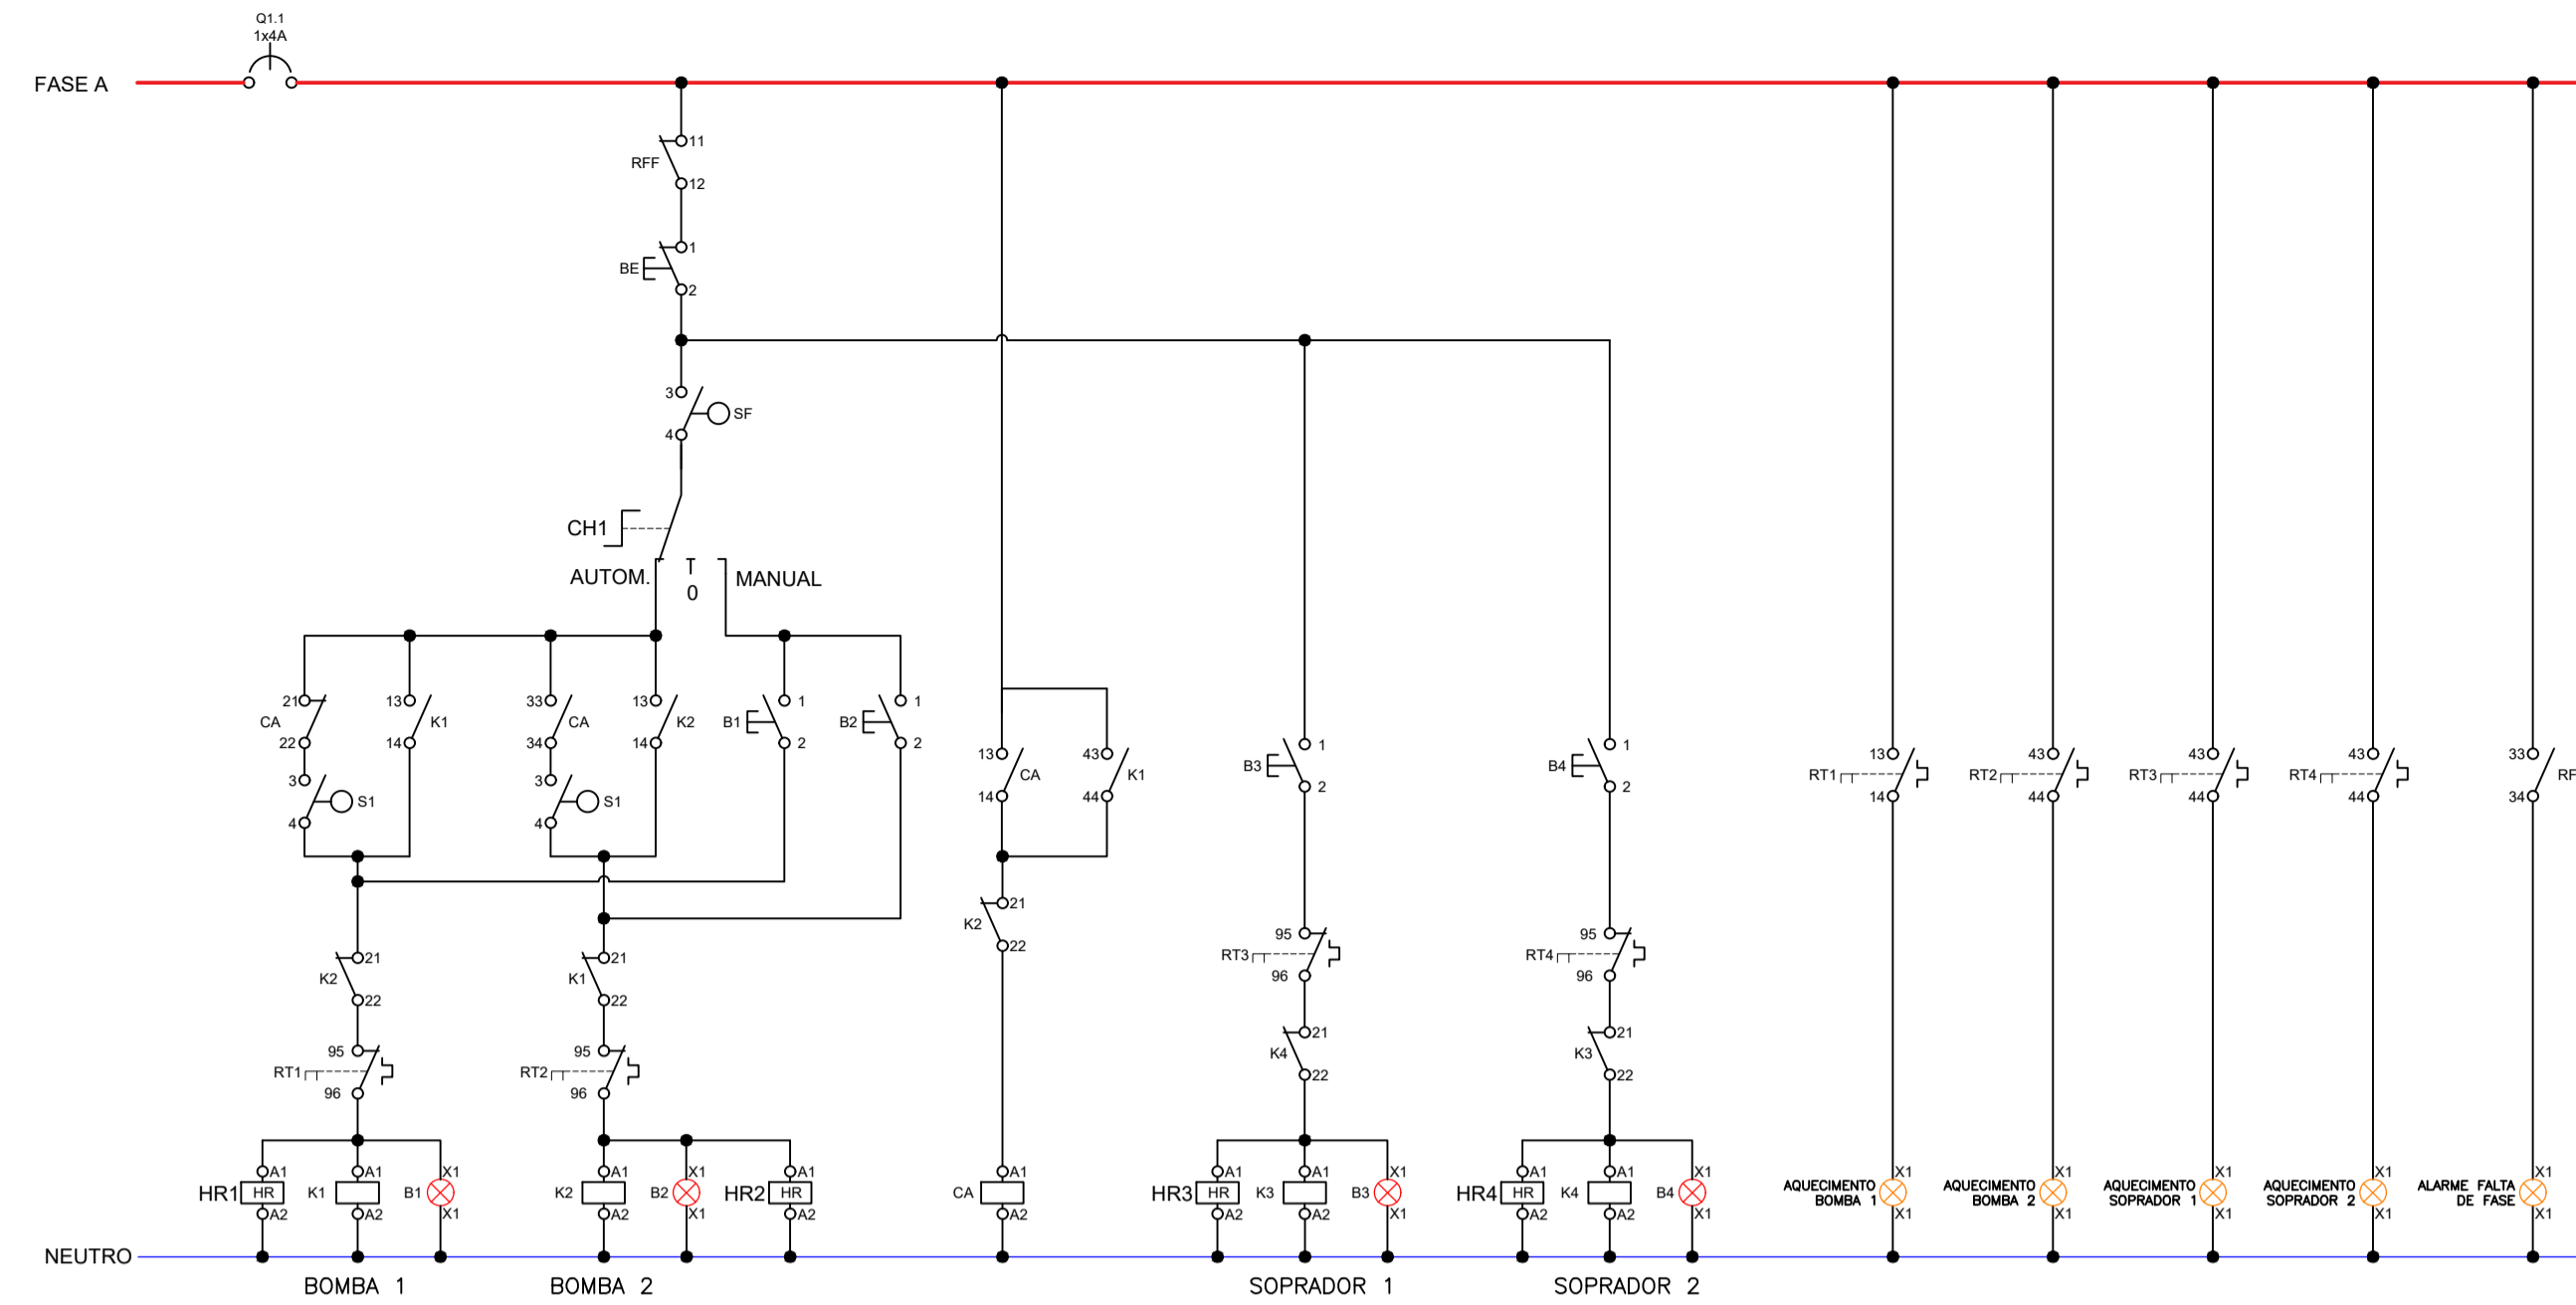 Q1.1
1x4A
FASE A
11
RFF
12
1
BE
2
3
SF
4
CH1
AUTOM.
0
MANUAL
21 13 33 13 1 1
CA K1 CA K2 B1 B2
22 14 34 14 2 2
3 3
S1 S1
4 4
13 43
CA K1
14 44
1 1
B3 B4
2 2
13 43 43 43 33
RT1 RT2 RT3 RT4 RF
14 44 44 44 34
21
K2
22
95 95
RT3 RT4
96 96
21 21
K2 K1
22 22
21 21
K4 K3
22 22
95 95
RT1 RT2
96 96
A1 A1 X1 A1 X1 A1 A1 A1 A1 X1 A1 A1 X1 X1 X1 X1 X1 X1
HR1 HR K1 B1 K2 B2 HR2 HR CA HR3 HR K3 B3 HR4 HR K4 B4
AQUECIMENTO
BOMBA 1
AQUECIMENTO
BOMBA 2
AQUECIMENTO
SOPRADOR 1
AQUECIMENTO
SOPRADOR 2
ALARME FALTA
DE FASE
A2 A2 X1 A2 X1 A2 A2 A2 A2 X1 A2 A2 X1 X1 X1 X1 X1 X1
NEUTRO
BOMBA 1 BOMBA 2 SOPRADOR 1 SOPRADOR 2